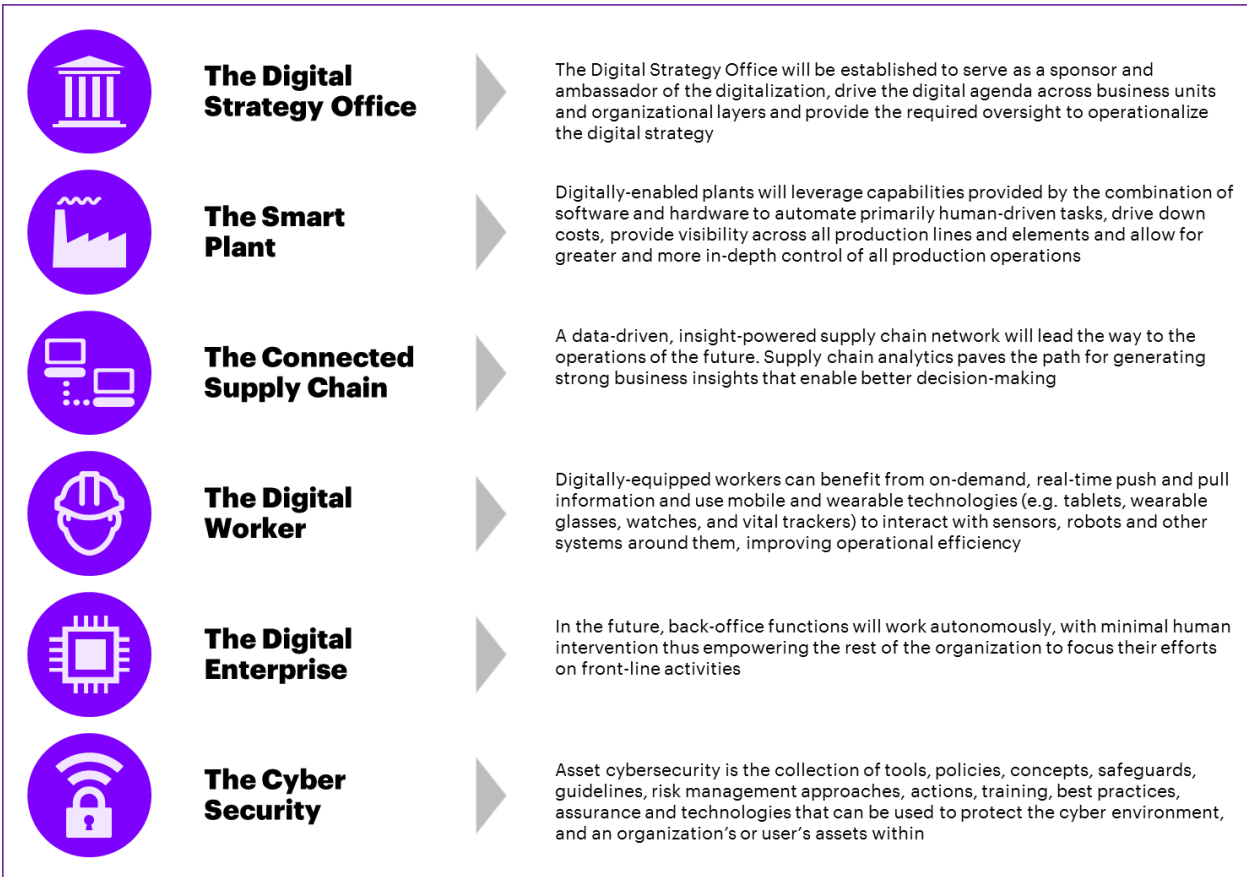 The Digital
Strategy Office
The Digital Strategy Office will be established to serve as a sponsor and
ambassador of the digitalization, drive the digital agenda across business units
and organizational layers and provide the required oversight to operationalize
the digital strategy
The Smart
Plant
Digitally-enabled plants will leverage capabilities provided by the combination of
software and hardware to automate primarily human-driven tasks, drive down
costs, provide visibility across all production lines and elements and allow for
greater and more in-depth control of all production operations
The Connected
Supply Chain
A data-driven, insight-powered supply chain network will lead the way to the
operations of the future. Supply chain analytics paves the path for generating
strong business insights that enable better decision-making
The Digital
Worker
Digitally-equipped workers can benefit from on-demand, real-time push and pull
information and use mobile and wearable technologies (e.g. tablets, wearable
glasses, watches, and vital trackers) to interact with sensors, robots and other
systems around them, improving operational efficiency
The Digital
Enterprise
In the future, back-office functions will work autonomously, with minimal human
intervention thus empowering the rest of the organization to focus their efforts
on front-line activities
The Cyber
Security
Asset cybersecurity is the collection of tools, policies, concepts, safeguards,
guidelines, risk management approaches, actions, training, best practices,
assurance and technologies that can be used to protect the cyber environment,
and an organization's or user's assets within